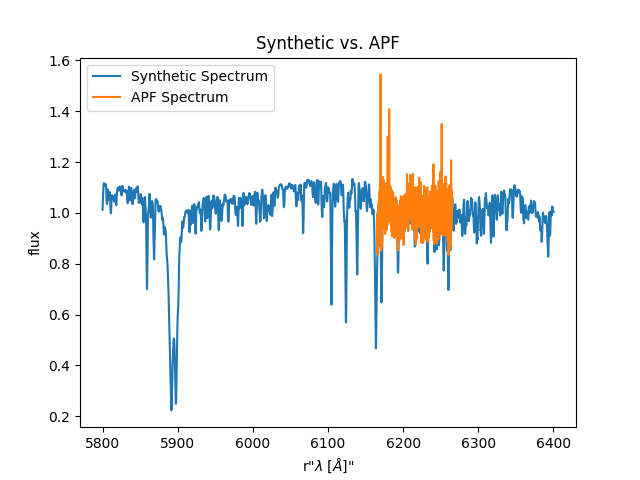 Synthetic vs. APF
Synthetic Spectrum
APF Spectrum
1.6
1.4
1.2
1.0
0.8
0.6
0.4
0.2
flux
5800 5900 6000 6100 6200 6300 6400
r"λ [Å]"